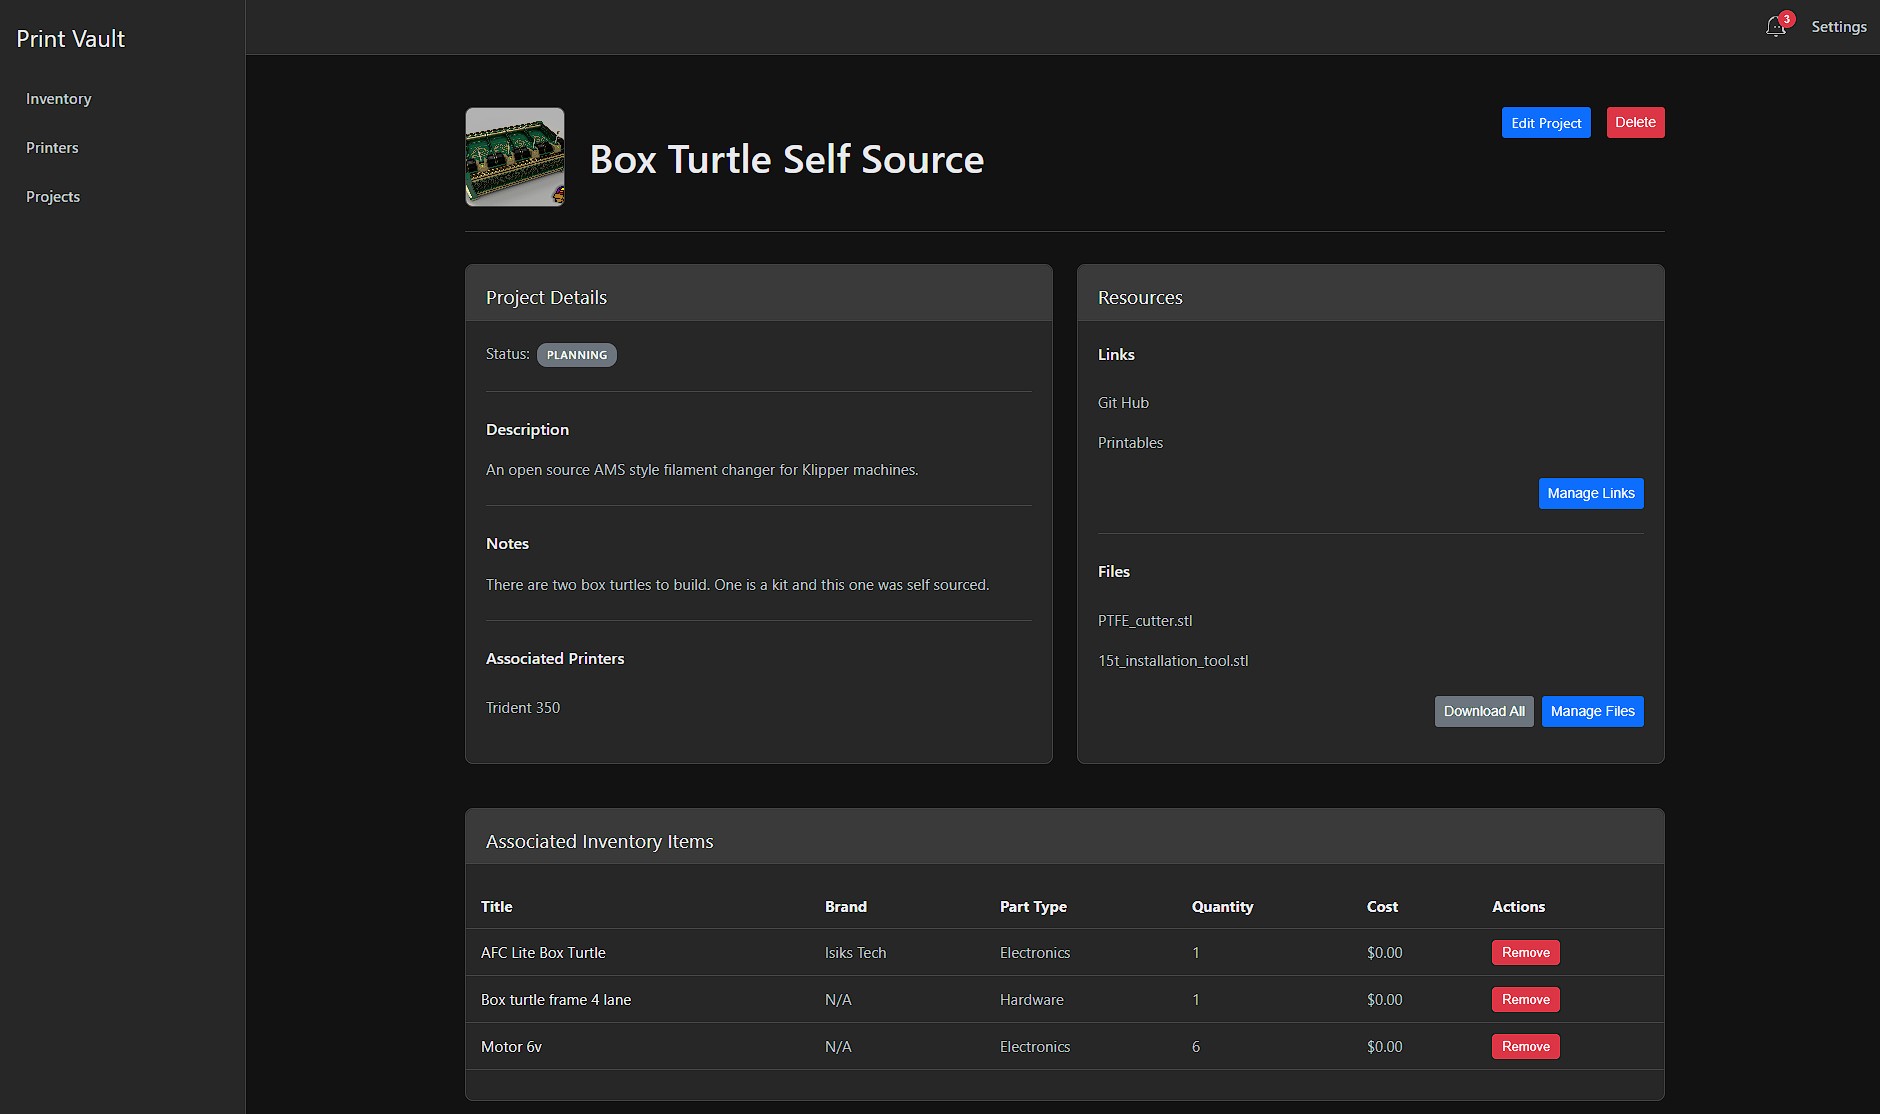 Print Vault
3
Settings
Inventory
Printers
Projects
Box Turtle Self Source
Edit Project
Delete
Project Details
Status: PLANNING
Description
An open source AMS style filament changer for Klipper machines.
Notes
There are two box turtles to build. One is a kit and this one was self sourced.
Associated Printers
Trident 350
Resources
Links
Git Hub
Printables
Manage Links
Files
PTFE_cutter.stl
15t_installation_tool.stl
Download All Manage Files
Associated Inventory Items
Title Brand Part Type Quantity Cost Actions
AFC Lite Box Turtle Isiks Tech Electronics 1 $0.00 Remove
Box turtle frame 4 lane N/A Hardware 1 $0.00 Remove
Motor 6v N/A Electronics 6 $0.00 Remove